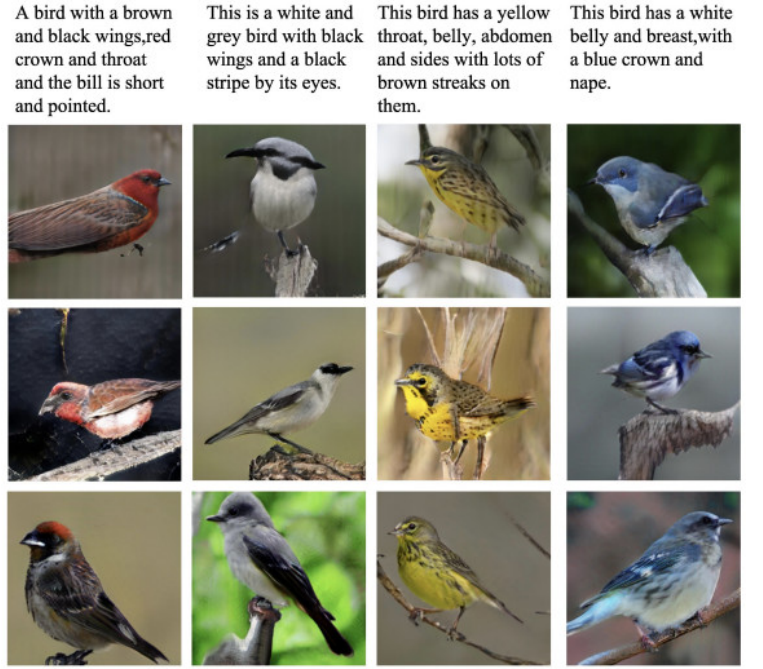 A bird with a brown
and black wings,red
crown and throat
and the bill is short
and pointed.
This is a white and
grey bird with black
wings and a black
stripe by its eyes.
This bird has a yellow
throat, belly, abdomen
and sides with lots of
brown streaks on
them.
This bird has a white
belly and breast,with
a blue crown and
nape.